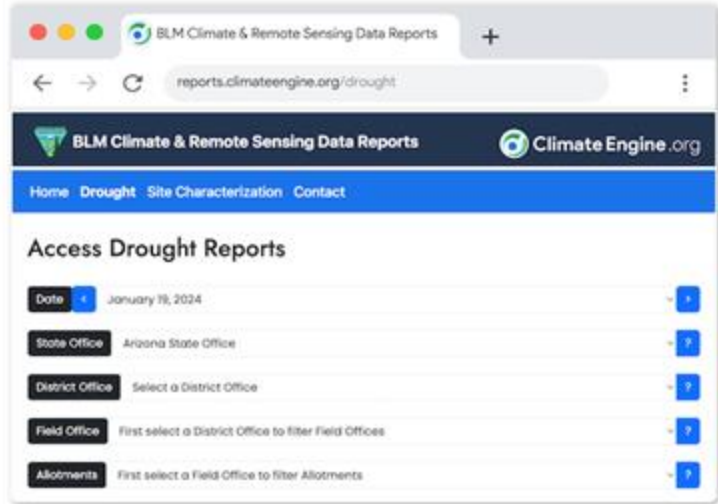 BLM Climate & Remote Sensing Data Reports
reports.climateengine.org/drought
BLM Climate & Remote Sensing Data Reports ClimateEngine.org
Home Drought Site Characterization Contact
Access Drought Reports
Date < January 19, 2024 >
State Office Arizona State Office ?
District Office Select a District Office ?
Field Office First select a District Office to filter Field Offices ?
Allotments First select a Field Office to filter Allotments ?